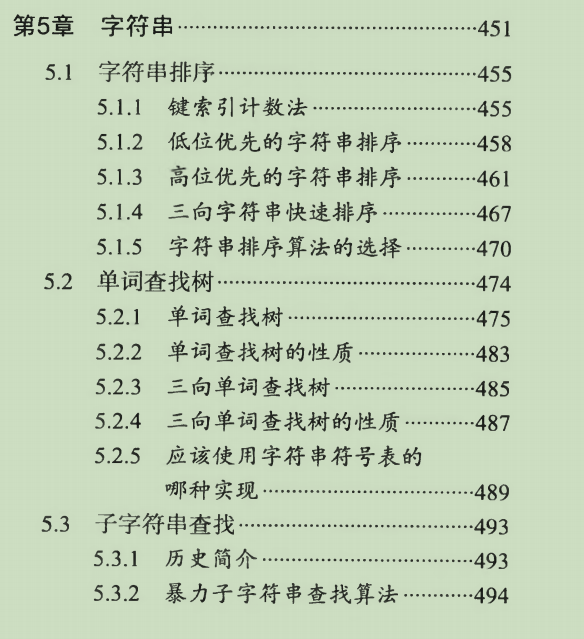 第5章 字符串……………………………451
5.1 字符串排序…………………………455
5.1.1 键索引计数法………………455
5.1.2 低位优先的字符串排序…………458
5.1.3 高位优先的字符串排序…………461
5.1.4 三向字符串快速排序…………467
5.1.5 字符串排序算法的选择…………470
5.2 单词查找树…………………………474
5.2.1 单词查找树…………………475
5.2.2 单词查找树的性质……………483
5.2.3 三向单词查找树………………485
5.2.4 三向单词查找树的性质…………487
5.2.5 应该使用字符串符号表的
哪种实现……………………489
5.3 子字符串查找………………………493
5.3.1 历史简介……………………493
5.3.2 暴力子字符串查找算法…………494